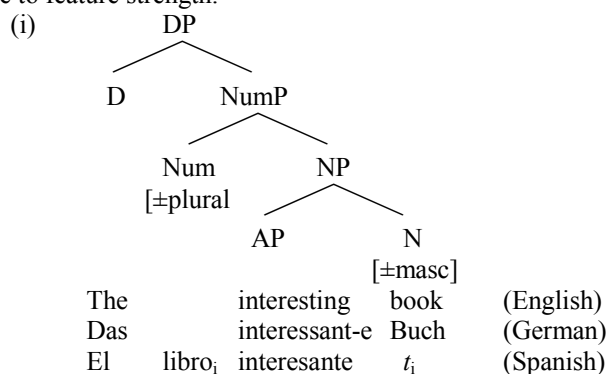 e to feature strength.
(i) DP
D NumP
Num NP
[±plural
AP N
[±masc]
The interesting book (English)
Das interessant-e Buch (German)
El libroi interesante ti (Spanish)